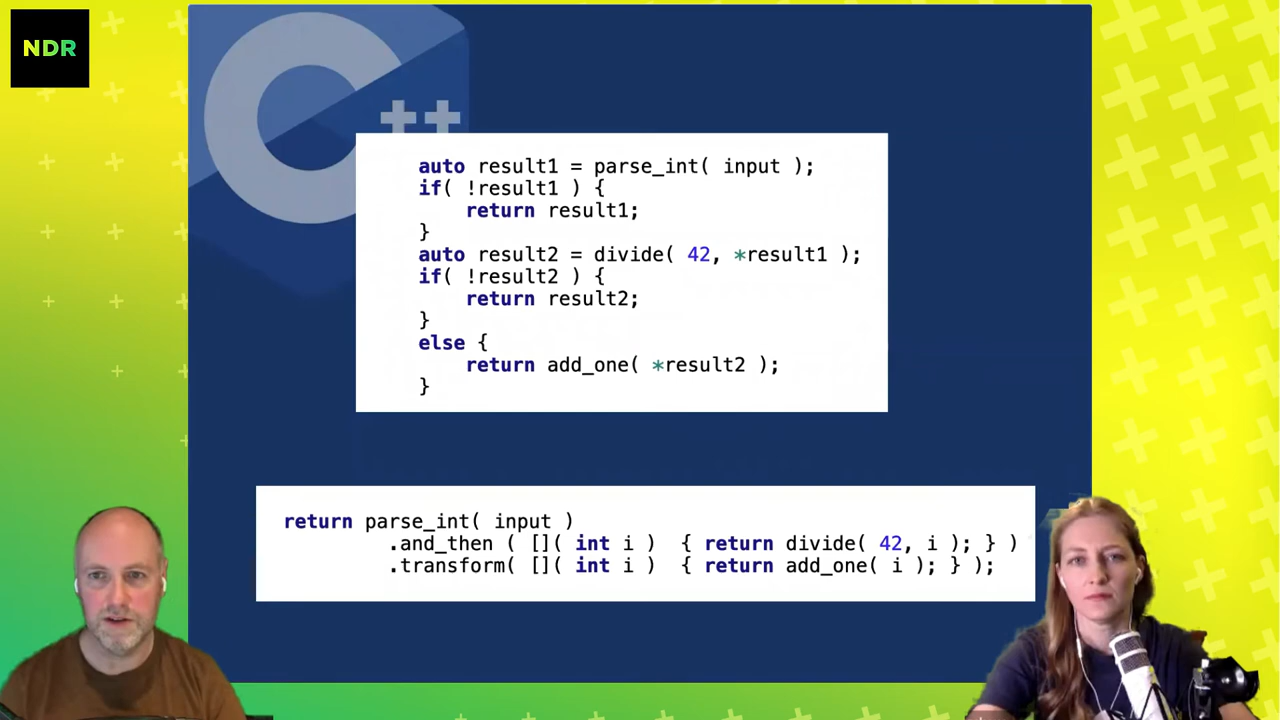 NDR
C++
auto result1 = parse_int( input );
if( !result1 ) {
return result1;
}
auto result2 = divide( 42, *result1 );
if( !result2 ) {
return result2;
}
else {
return add_one( *result2 );
}
return parse_int( input )
.and_then ( []( int i ) { return divide( 42, i ); } )
.transform( []( int i ) { return add_one( i ); } );